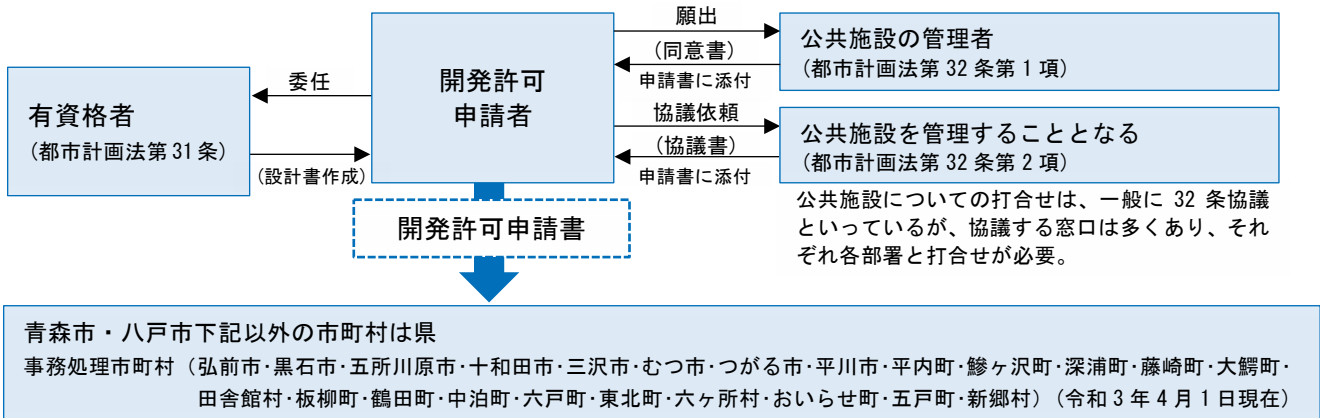 願出
(同意書)
申請書に添付
公共施設の管理者
(都市計画法第 32 条第 1 項)
有資格者
(都市計画法第 31 条)
委任
(設計書作成)
開発許可
申請者
協議依頼
(協議書)
申請書に添付
公共施設を管理することとなる
(都市計画法第 32 条第 2 項)
公共施設についての打合せは、一般に 32 条協議
といっているが、協議する窓口は多くあり、それ
ぞれ各部署と打合せが必要。
開発許可申請書
青森市・八戸市下記以外の市町村は県
事務処理市町村（弘前市・黒石市・五所川原市・十和田市・三沢市・むつ市・つがる市・平川市・平内町・鰺ヶ沢町・深浦町・藤崎町・大鰐町・
田舎館村・板柳町・鶴田町・中泊町・六戸町・東北町・六ヶ所村・おいらせ町・五戸町・新郷村）（令和 3 年 4 月 1 日現在）